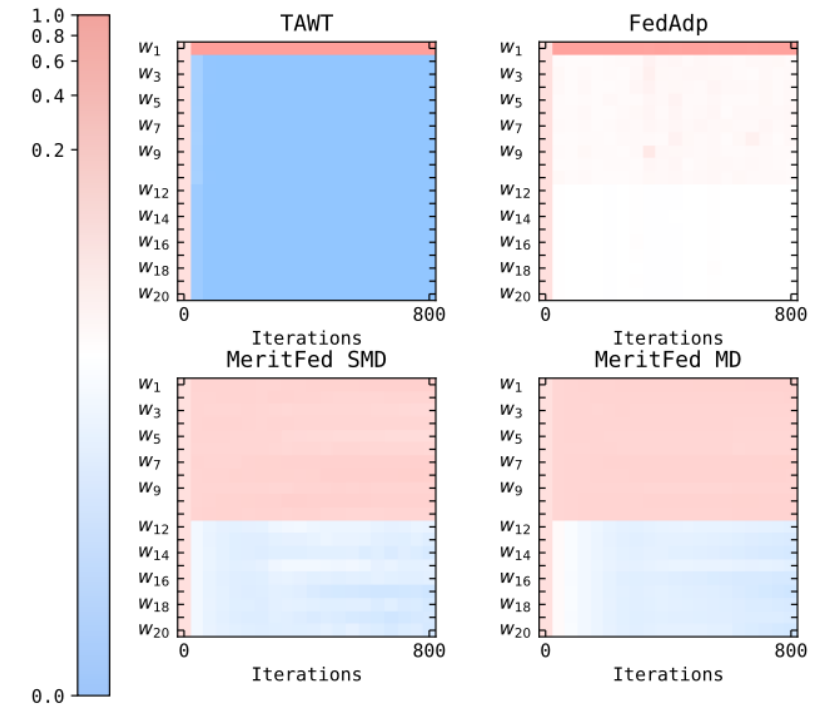 1.0
0.8
0.6
0.4
0.2
0.0
TAWT
w1
w3
w5
w7
w9
w12
w14
w16
w18
w20
0 800
Iterations
FedAdp
w1
w3
w5
w7
w9
w12
w14
w16
w18
w20
0 800
Iterations
MeritFed SMD
w1
w3
w5
w7
w9
w12
w14
w16
w18
w20
0 800
Iterations
MeritFed MD
w1
w3
w5
w7
w9
w12
w14
w16
w18
w20
0 800
Iterations